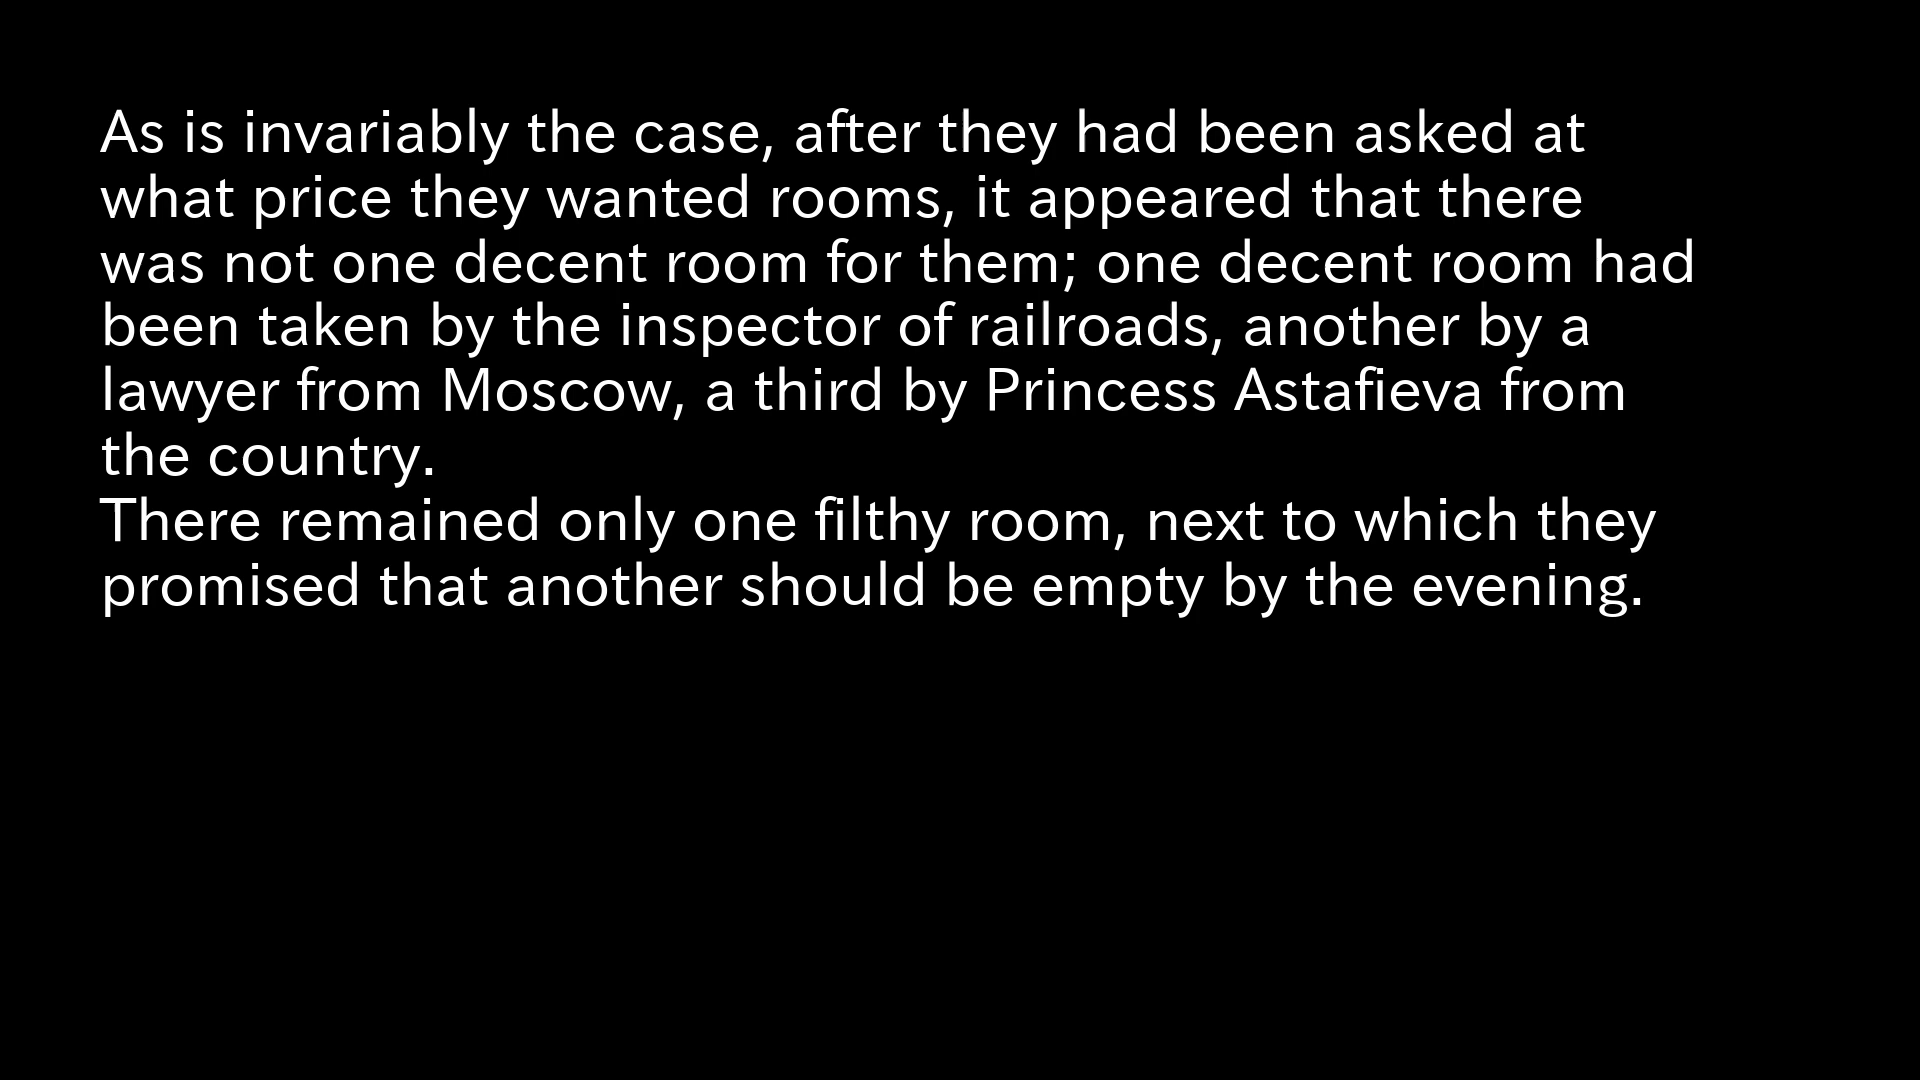 As is invariably the case, after they had been asked at
what price they wanted rooms, it appeared that there
was not one decent room for them; one decent room had
been taken by the inspector of railroads, another by a
lawyer from Moscow, a third by Princess Astafieva from
the country.
There remained only one filthy room, next to which they
promised that another should be empty by the evening.